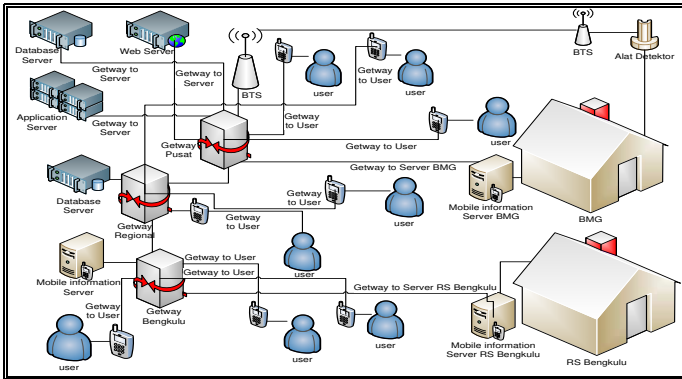 Database
Server
Web Server
Getway to
Server
Getway to
Server
BTS
user
Getway
to User
user
BTS
Alat Detektor
Application
Server
Getway to
Server
Getway
to User
Getway
Pusat
Getway to User
user
Getway to Server BMG
Database
Server
Getway
Regional
Getway
to User
Getway
to User
user
Mobile information
Server BMG
BMG
user
Mobile information
Server
Getway to User
Getway to User
Getway
to User
Getway
Bengkulu
Getway to Server RS Bengkulu
user
user
user
Mobile information
Server RS Bengkulu
RS Bengkulu